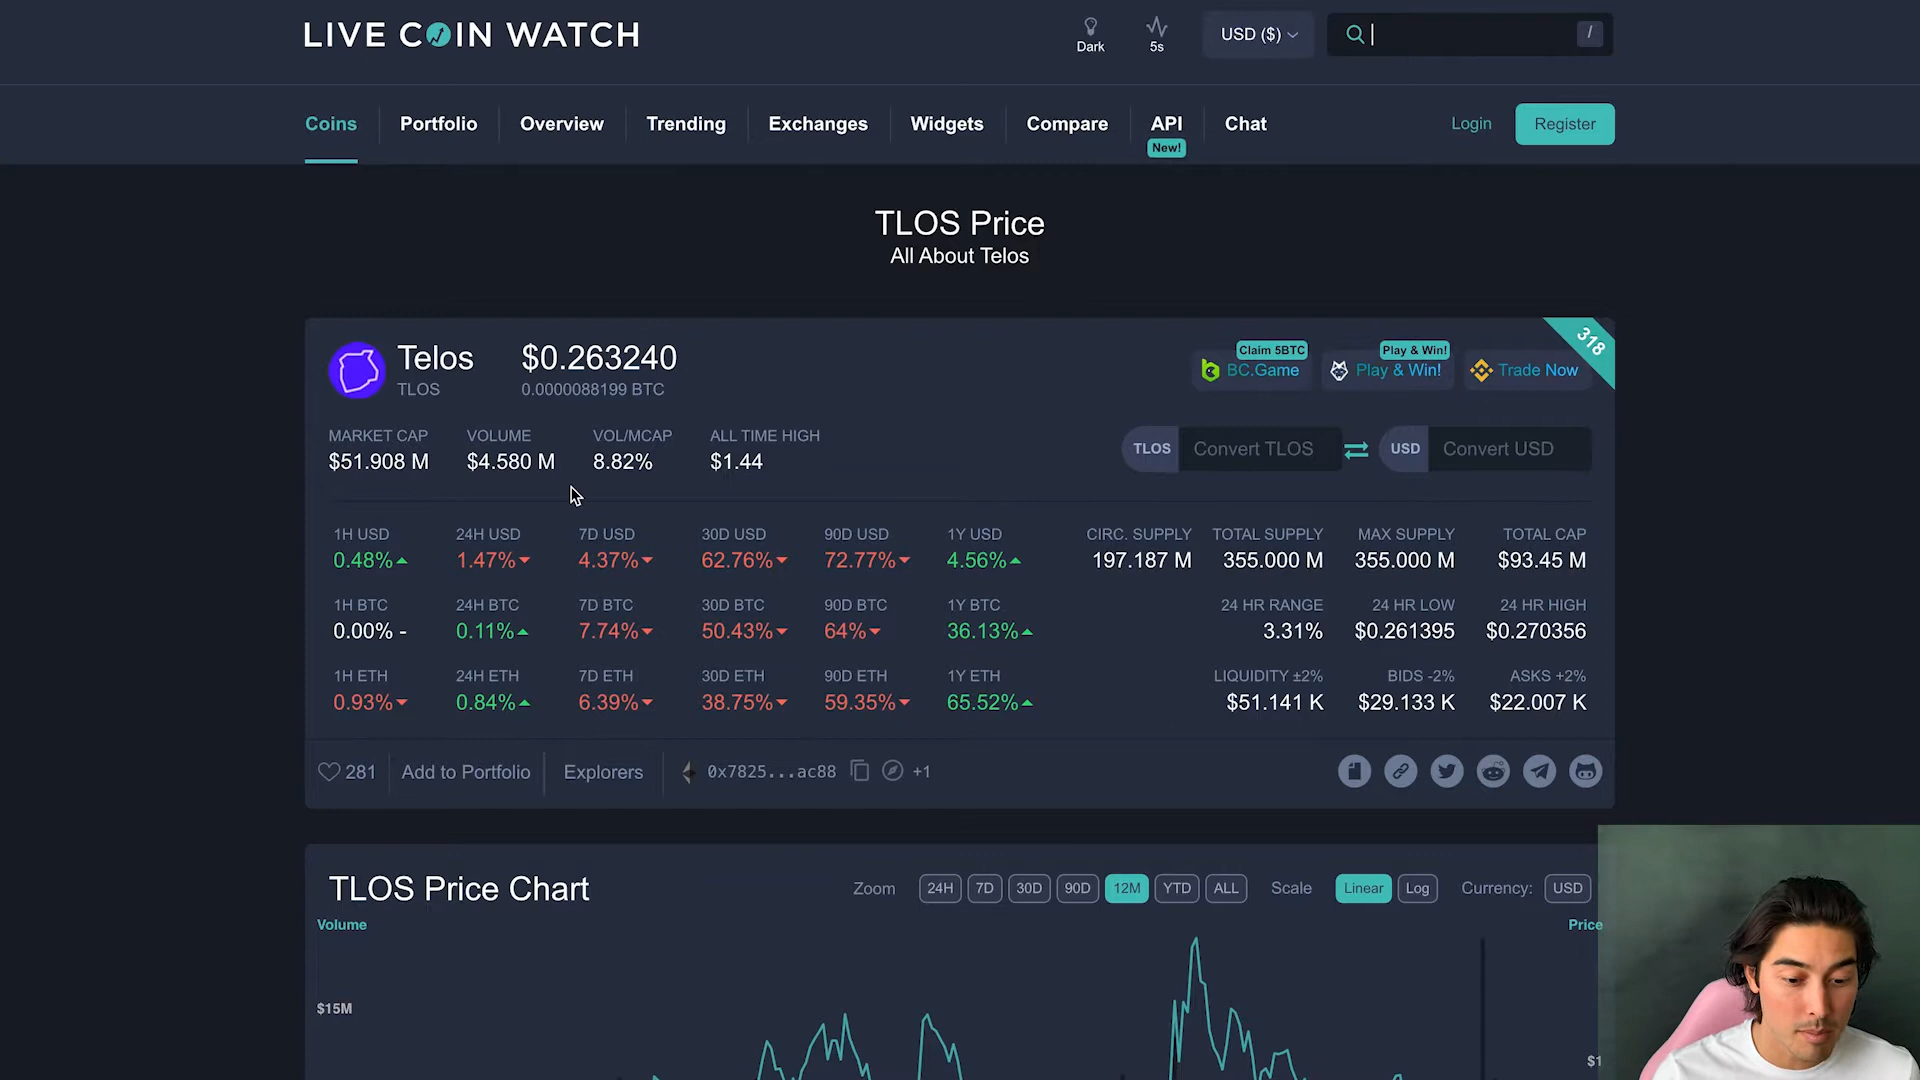 LIVE COIN WATCH
Dark
5s
USD ($)
/
Coins
Portfolio
Overview
Trending
Exchanges
Widgets
Compare
API
New!
Chat
Login
Register
TLOS Price
All About Telos
Telos
TLOS
$0.263240
0.0000088199 BTC
Claim 5BTC
BC.Game
Play & Win!
Play & Win!
Trade Now
318
MARKET CAP
$51.908 M
VOLUME
$4.580 M
VOL/MCAP
8.82%
ALL TIME HIGH
$1.44
TLOS
Convert TLOS
USD
Convert USD
1H USD 24H USD 7D USD 30D USD 90D USD 1Y USD CIRC. SUPPLY TOTAL SUPPLY MAX SUPPLY TOTAL CAP
0.48% 1.47% 4.37% 62.76% 72.77% 4.56% 197.187 M 355.000 M 355.000 M $93.45 M
1H BTC 24H BTC 7D BTC 30D BTC 90D BTC 1Y BTC 24 HR RANGE 24 HR LOW 24 HR HIGH
0.00% - 0.11% 7.74% 50.43% 64% 36.13% 3.31% $0.261395 $0.270356
1H ETH 24H ETH 7D ETH 30D ETH 90D ETH 1Y ETH LIQUIDITY ±2% BIDS -2% ASKS +2%
0.93% 0.84% 6.39% 38.75% 59.35% 65.52% $51.141 K $29.133 K $22.007 K
281
Add to Portfolio
Explorers
0x7825...ac88
+1
TLOS Price Chart
Zoom 24H 7D 30D 90D 12M YTD ALL Scale Linear Log Currency: USD
Volume
Price
$15M
$1